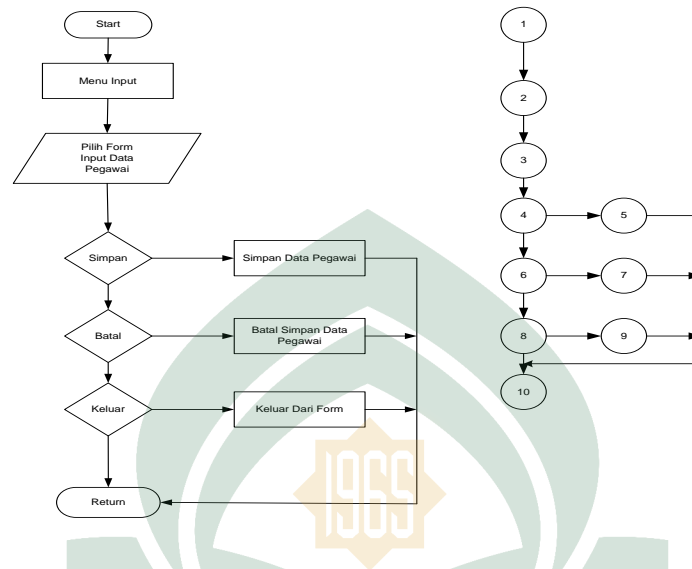 Start
Menu Input
Pilih Form
Input Data
Pegawai
Simpan
Simpan Data Pegawai
Batal
Batal Simpan Data
Pegawai
Keluar
Keluar Dari Form
Return
1
2
3
4
5
6
7
8
9
10
1965